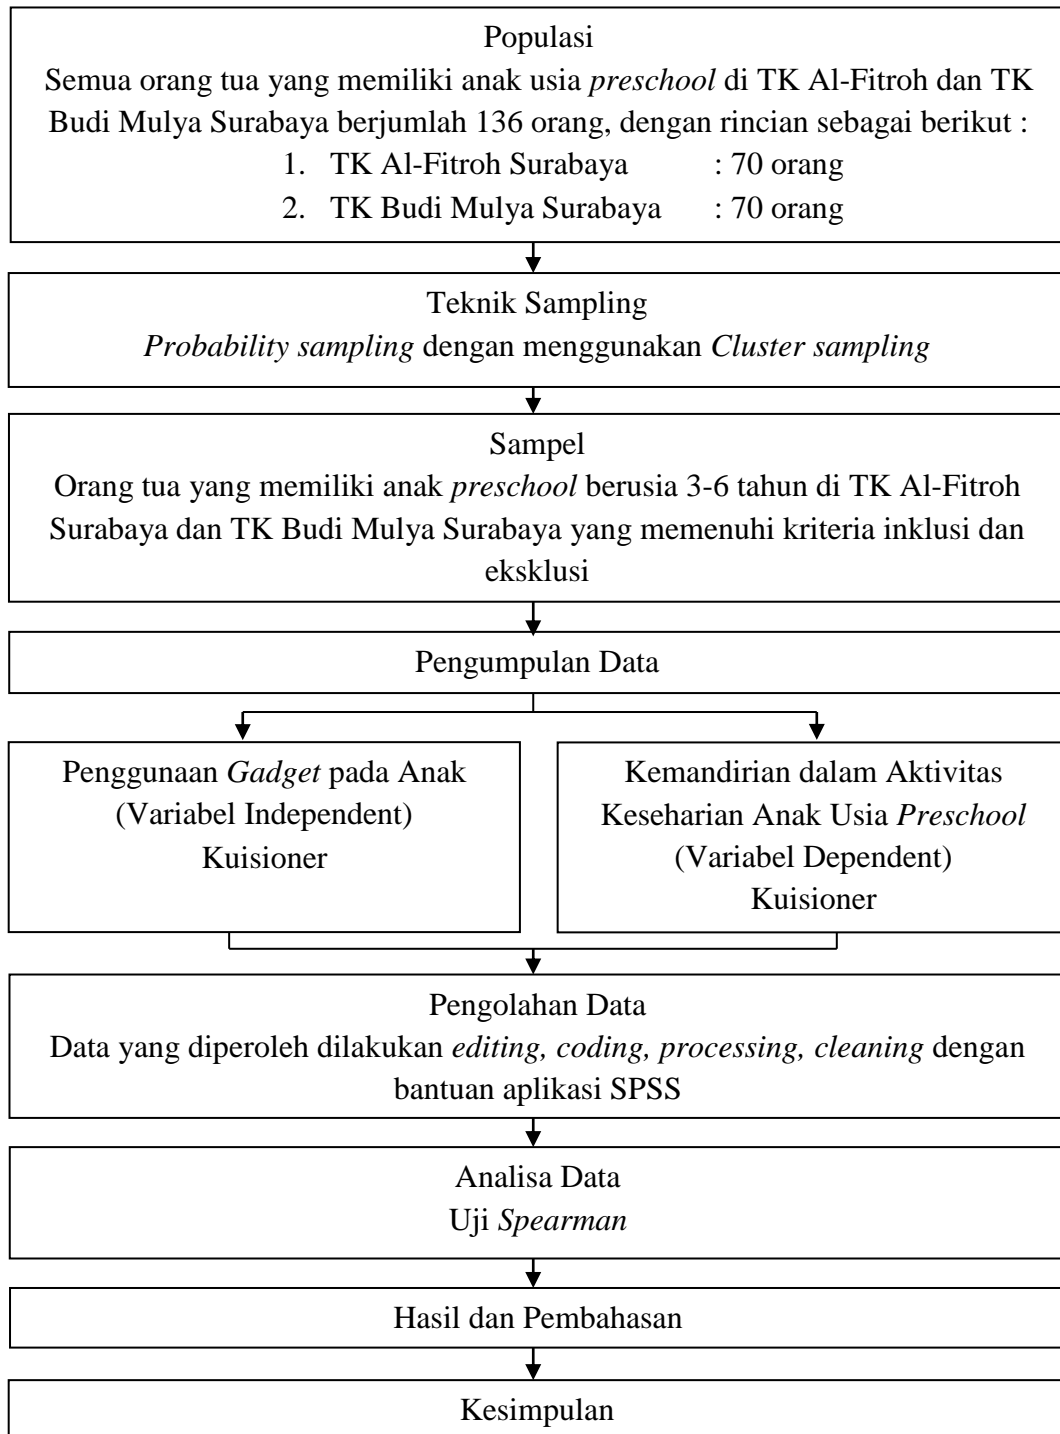 Populasi
Semua orang tua yang memiliki anak usia preschool di TK Al-Fitroh dan TK
Budi Mulya Surabaya berjumlah 136 orang, dengan rincian sebagai berikut :
1. TK Al-Fitroh Surabaya : 70 orang
2. TK Budi Mulya Surabaya : 70 orang
Teknik Sampling
Probability sampling dengan menggunakan Cluster sampling
Sampel
Orang tua yang memiliki anak preschool berusia 3-6 tahun di TK Al-Fitroh
Surabaya dan TK Budi Mulya Surabaya yang memenuhi kriteria inklusi dan
eksklusi
Pengumpulan Data
Penggunaan Gadget pada Anak
(Variabel Independent)
Kuisioner
Kemandirian dalam Aktivitas
Keseharian Anak Usia Preschool
(Variabel Dependent)
Kuisioner
Pengolahan Data
Data yang diperoleh dilakukan editing, coding, processing, cleaning dengan
bantuan aplikasi SPSS
Analisa Data
Uji Spearman
Hasil dan Pembahasan
Kesimpulan